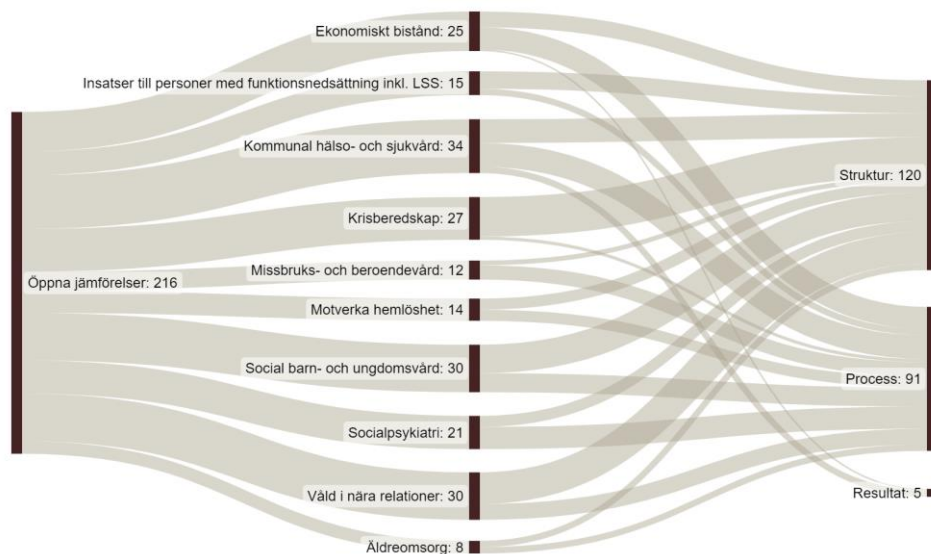 Öppna jämförelser: 216
Ekonomiskt bistånd: 25
Insatser till personer med funktionsnedsättning inkl. LSS: 15
Kommunal hälso- och sjukvård: 34
Krisberedskap: 27
Missbruks- och beroendevård: 12
Motverka hemlöshet: 14
Social barn- och ungdomsvård: 30
Socialpsykiatri: 21
Våld i nära relationer: 30
Äldreomsorg: 8
Struktur: 120
Process: 91
Resultat: 5